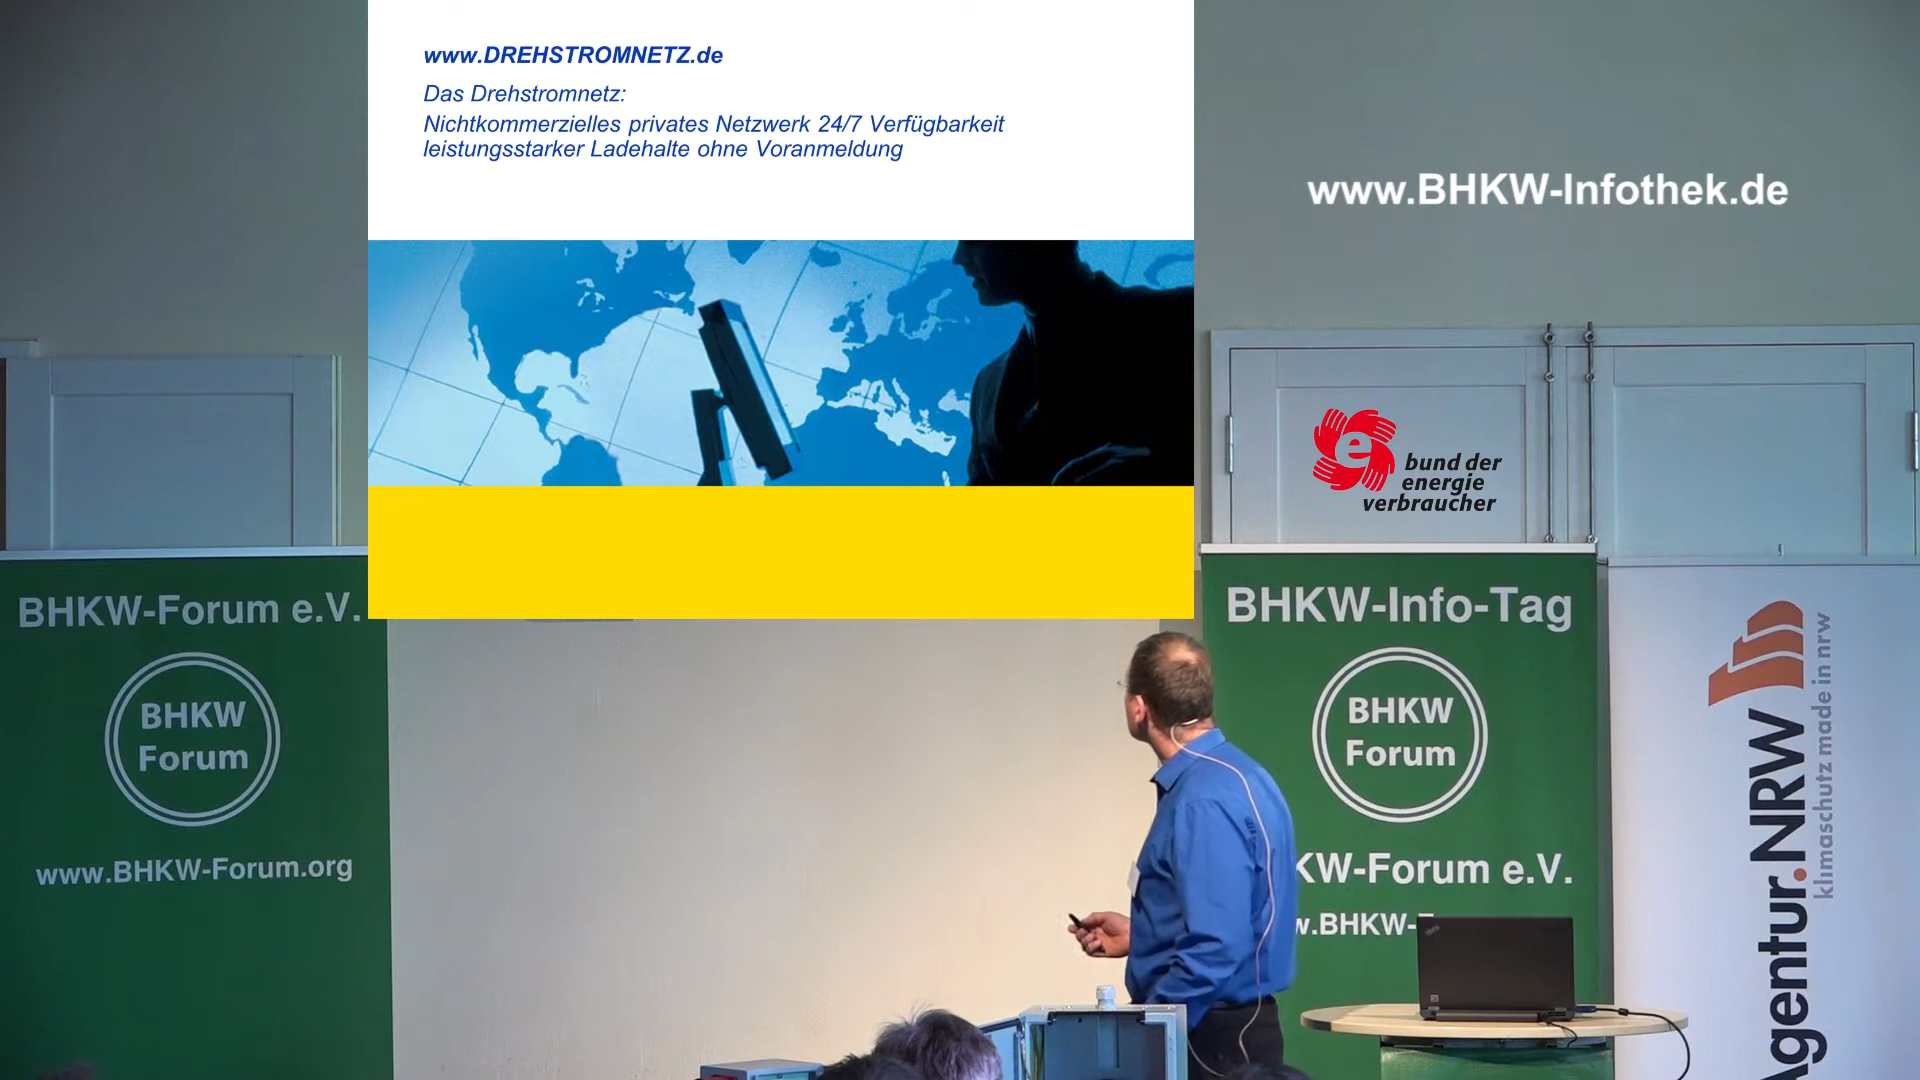 www.DREHSTROMNETZ.de
Das Drehstromnetz:
Nichtkommerzielles privates Netzwerk 24/7 Verfügbarkeit
leistungsstarker Ladehalte ohne Voranmeldung
www.BHKW-Infothek.de
e
bund der
energie
verbraucher
BHKW-Forum e.V.
BHKW
Forum
www.BHKW-Forum.org
BHKW-Info-Tag
BHKW
Forum
KW-Forum e.V.
w.BHKW-F
Agentur.NRW
klimaschutz made in nrw